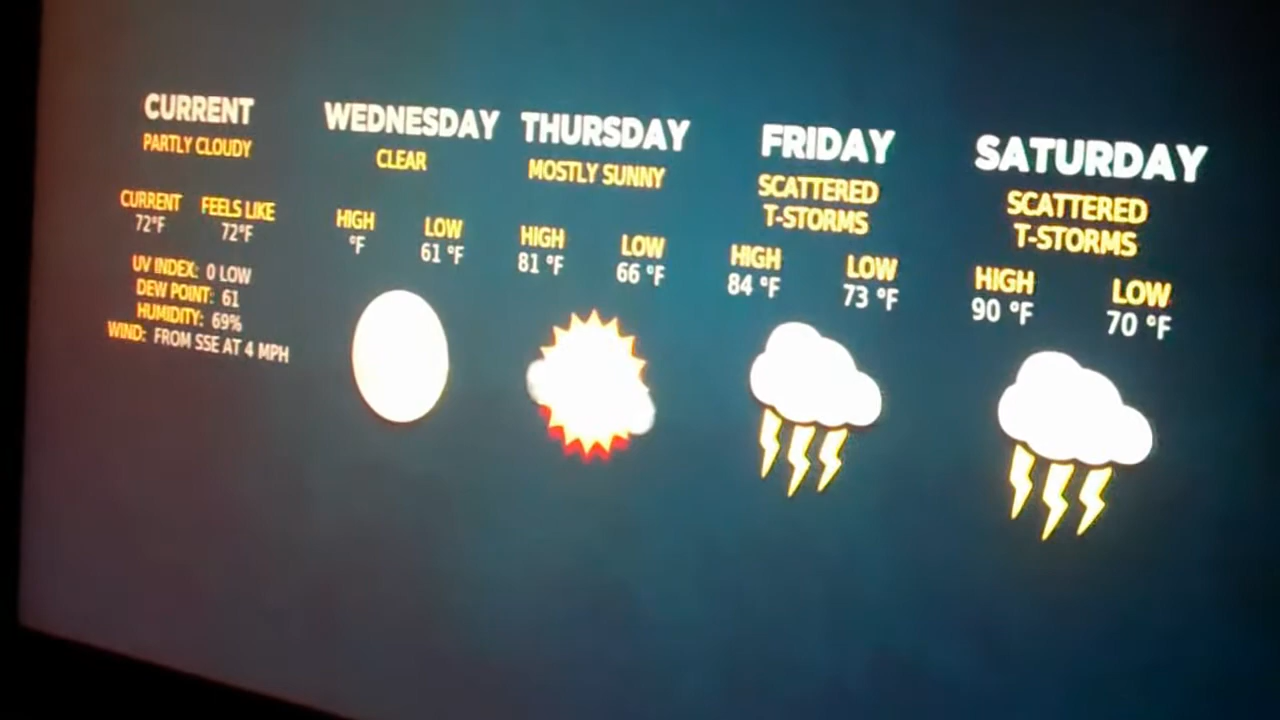 CURRENT
PARTLY CLOUDY
CURRENT FEELS LIKE
72°F 72°F
UV INDEX: 0 LOW
DEW POINT: 61
HUMIDITY: 69%
WIND: FROM SSE AT 4 MPH
WEDNESDAY
CLEAR
HIGH LOW
°F 61 °F
THURSDAY
MOSTLY SUNNY
HIGH LOW
81 °F 66 °F
FRIDAY
SCATTERED
T-STORMS
HIGH LOW
84 °F 73 °F
SATURDAY
SCATTERED
T-STORMS
HIGH LOW
90 °F 70 °F